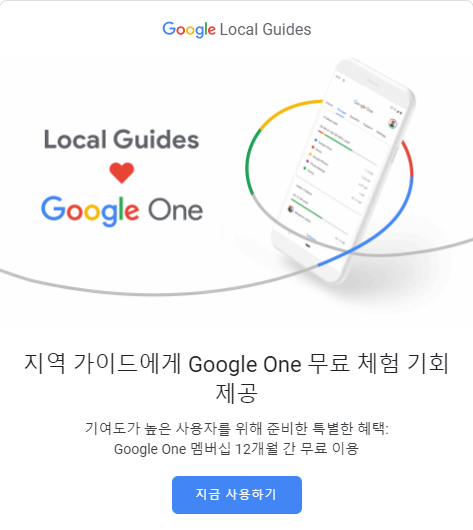 Google Local Guides
Google One
Local Guides
Google One
지역 가이드에게 Google One 무료 체험 기회
제공
기여도가 높은 사용자를 위해 준비한 특별한 혜택:
Google One 멤버십 12개월 간 무료 이용
지금 사용하기